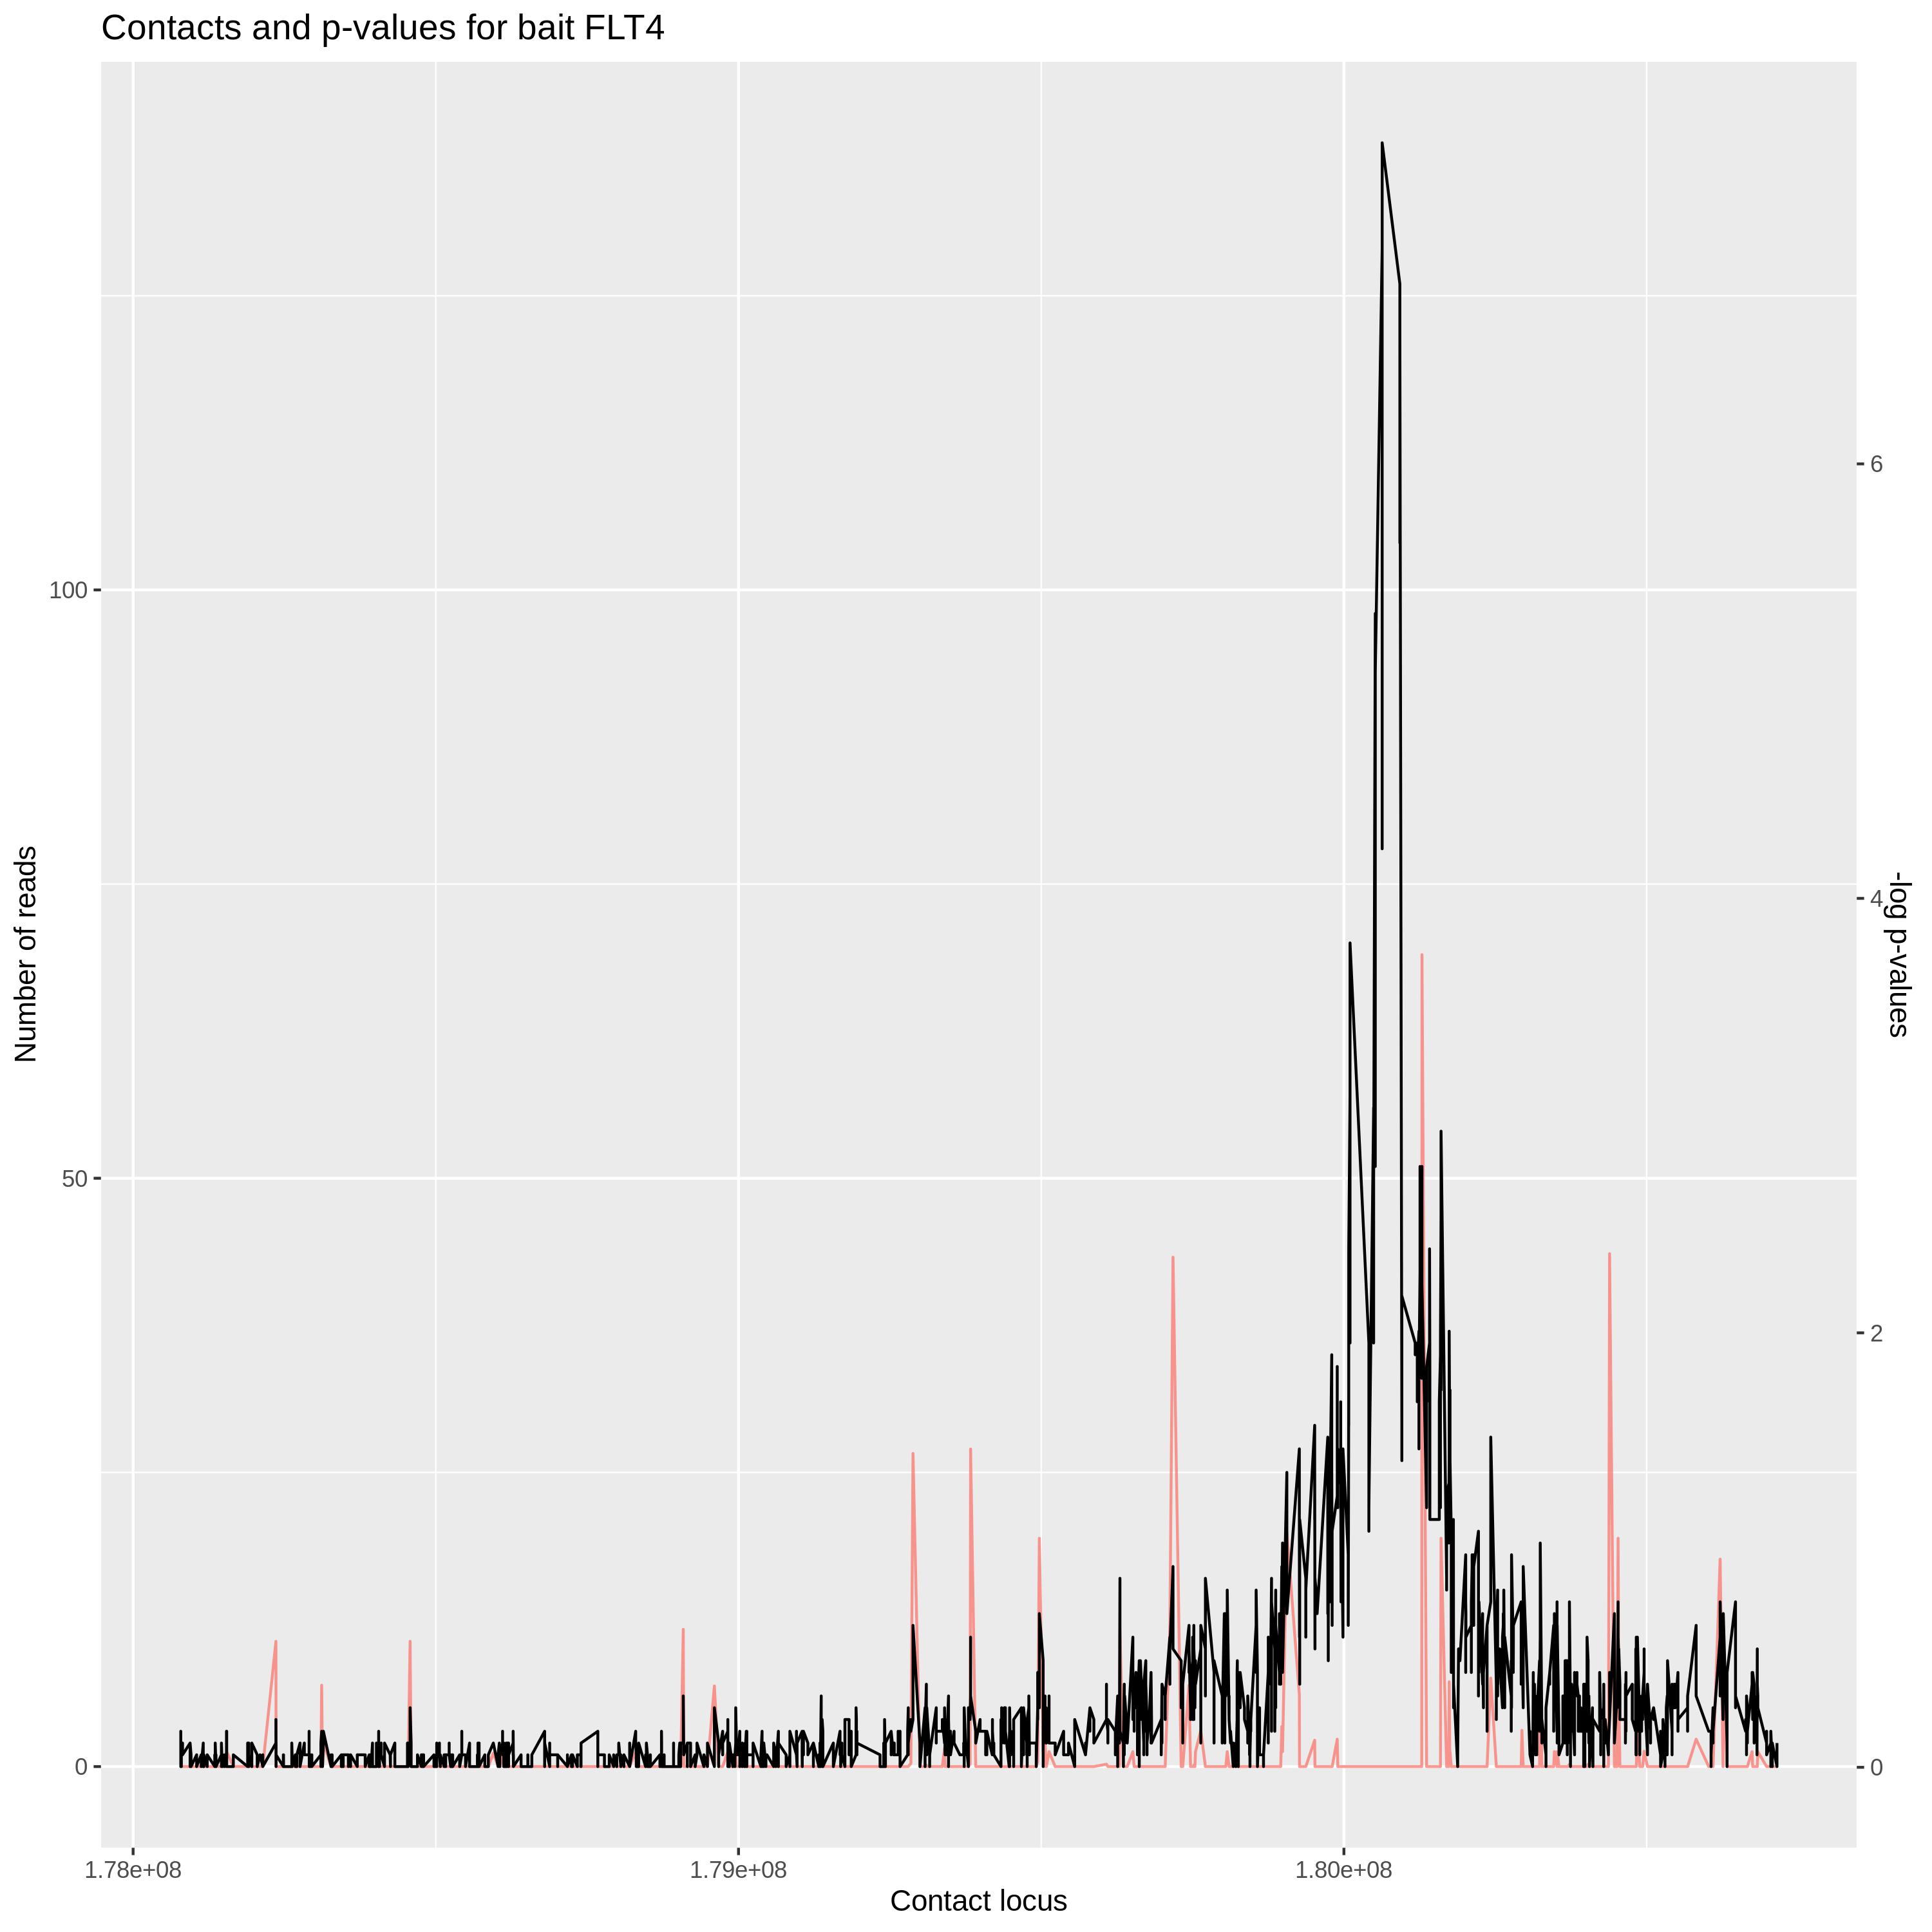 Contacts and p-values for bait FLT4
Number of reads
100
50
0
6
4
2
0
-log p-values
1.78e+08
1.79e+08
1.80e+08
Contact locus